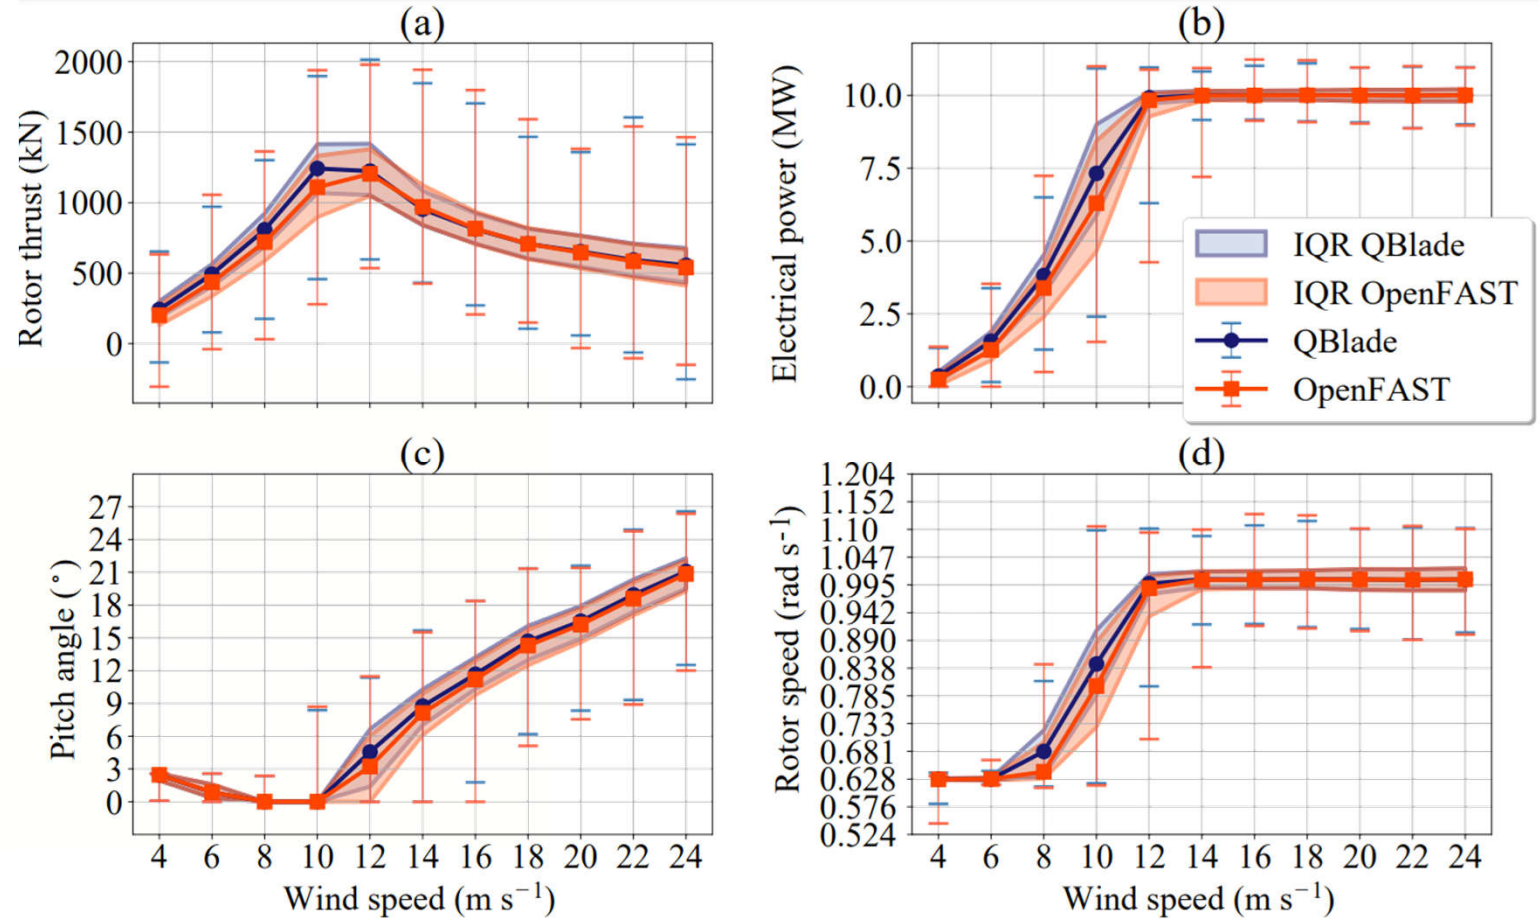 (a)
Rotor thrust (kN)
2000
1500
1000
500
0
(b)
Electrical power (MW)
10.0
7.5
5.0
2.5
0.0
IQR QBlade
IQR OpenFAST
QBlade
OpenFAST
(c)
Pitch angle (°)
27
24
21
18
15
12
9
6
3
0
4 6 8 10 12 14 16 18 20 22 24
Wind speed (m s⁻¹)
(d)
Rotor speed (rad s⁻¹)
1.204
1.152
1.10
1.047
0.995
0.942
0.890
0.838
0.785
0.733
0.681
0.628
0.576
0.524
4 6 8 10 12 14 16 18 20 22 24
Wind speed (m s⁻¹)